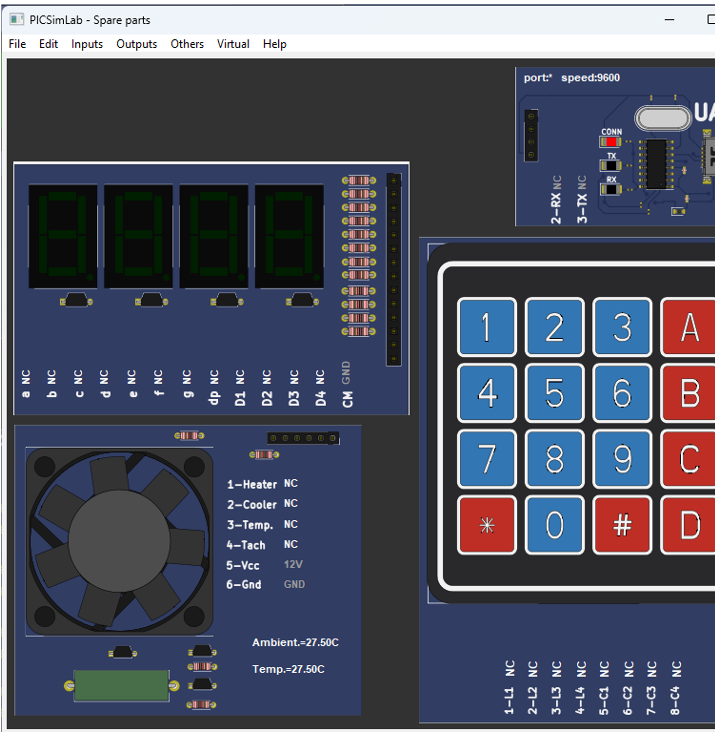 PICSimLab - Spare parts
File Edit Inputs Outputs Others Virtual Help
port:* speed:9600
UA
CONN
TX
RX
2-RX NC
3-TX NC
a NC
b NC
c NC
d NC
e NC
f NC
g NC
dp NC
D1 NC
D2 NC
D3 NC
D4 NC
CM GND
1 2 3 A
4 5 6 B
7 8 9 C
* 0 # D
1-Heater NC
2-Cooler NC
3-Temp. NC
4-Tach NC
5-Vcc 12V
6-Gnd GND
Ambient.=27.50C
Temp.=27.50C
1-L1 NC
2-L2 NC
3-L3 NC
4-L4 NC
5-C1 NC
6-C2 NC
7-C3 NC
8-C4 NC